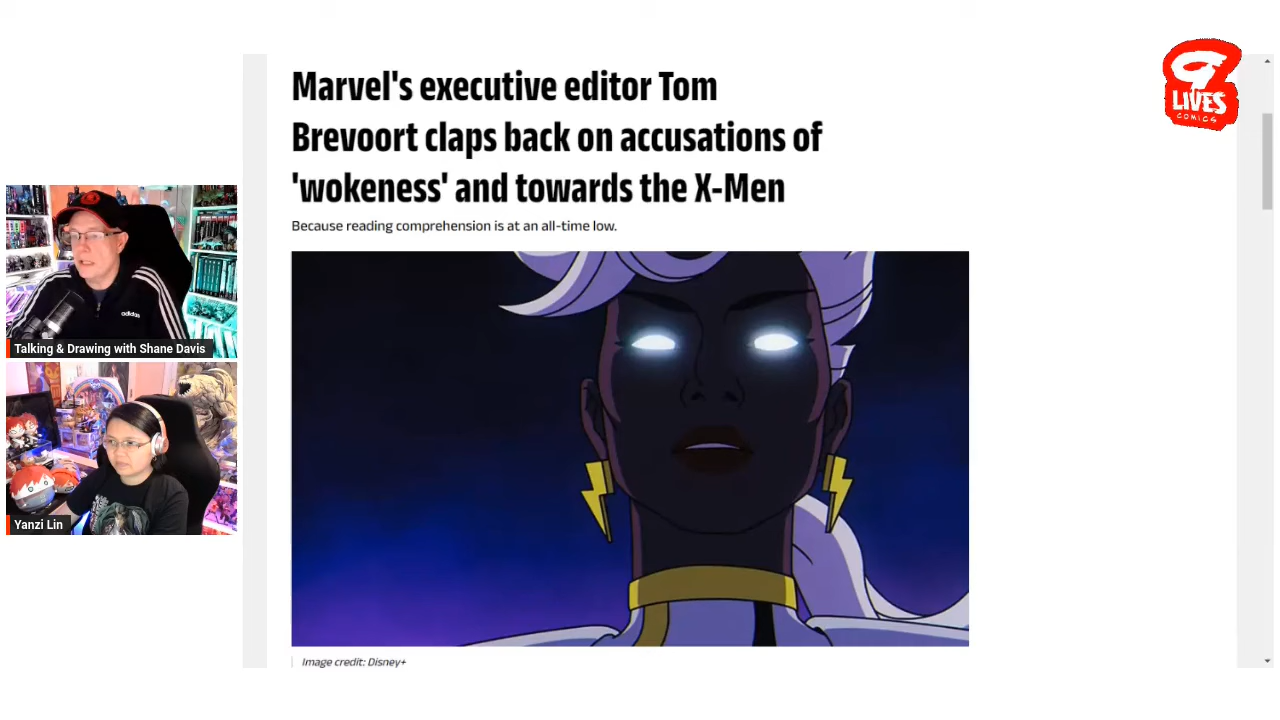 Marvel's executive editor Tom
Brevoort claps back on accusations of
'wokeness' and towards the X-Men
Because reading comprehension is at an all-time low.
9
LIVES
COMICS
adidas
Talking & Drawing with Shane Davis
Yanzi Lin
Image credit: Disney+